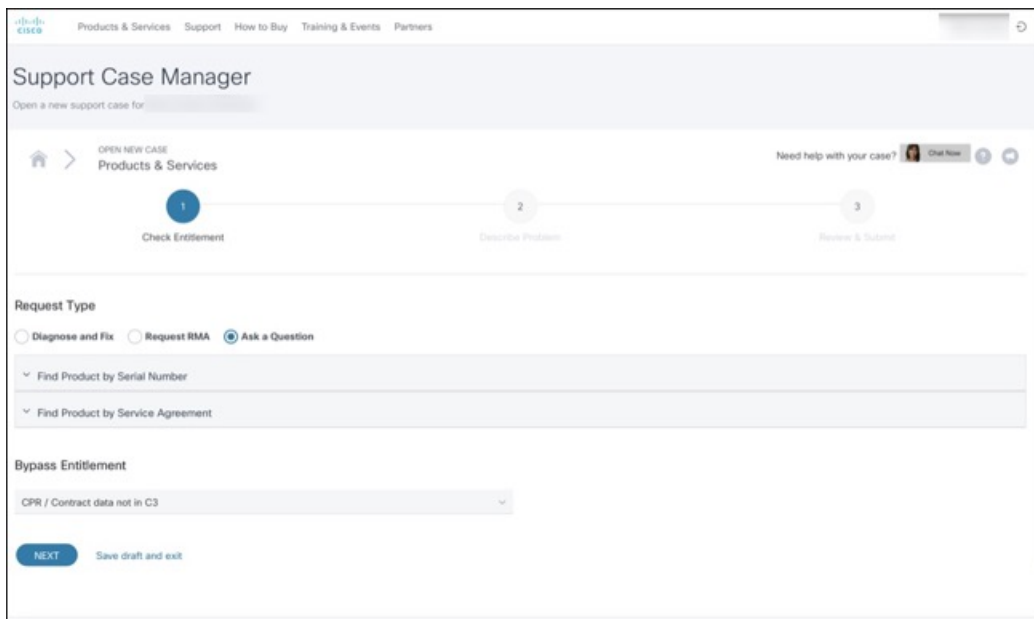 CISCO
Products & Services Support How to Buy Training & Events Partners
Support Case Manager
Open a new support case for
OPEN NEW CASE
Products & Services
Need help with your case? Chat Now ?
1 2 3
Check Entitlement Describe Problem Review & Submit
Request Type
Diagnose and Fix Request RMA Ask a Question
Find Product by Serial Number
Find Product by Service Agreement
Bypass Entitlement
CPR / Contract data not in C3
NEXT Save draft and exit